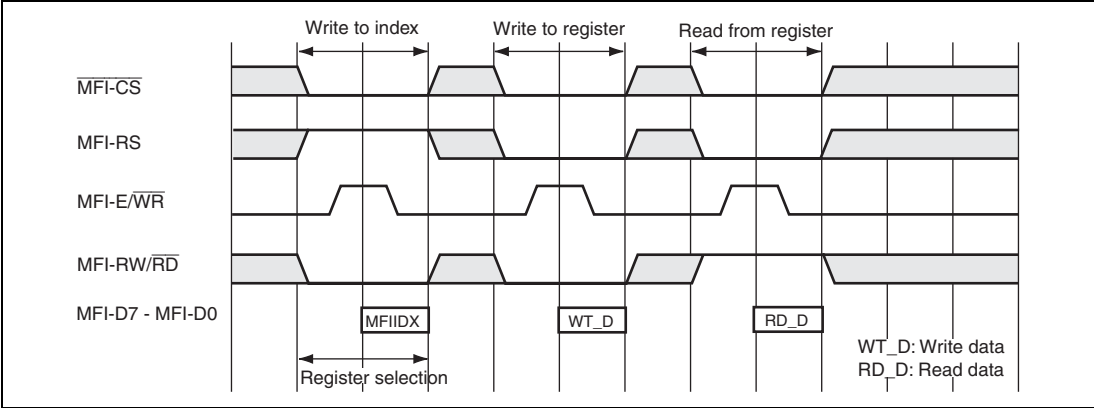 Write to index Write to register Read from register
MFI-CS
MFI-RS
MFI-E/WR
MFI-RW/RD
MFI-D7 - MFI-D0 MFIIDX WT_D RD_D
WT_D: Write data
Register selection RD_D: Read data